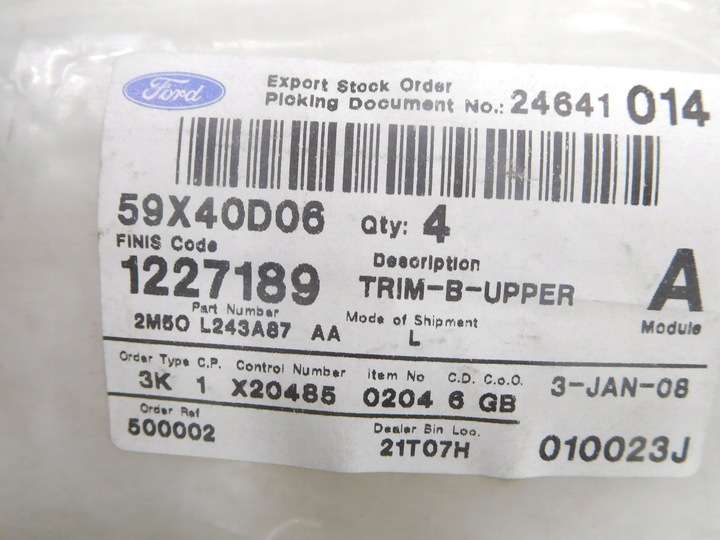 Ford
Export Stock Order
Picking Document No.: 24641 014
59X40D06 Qty: 4
FINIS Code Description
1227189 TRIM-B-UPPER A
Part Number Mode of Shipment Module
2M50 L243A87 AA L
Order Type C.P. Control Number Item No C.D. C.o.O.
3K 1 X20485 0204 6 GB 3-JAN-08
Order Ref Dealer Bin Loc.
500002 21T07H 010023J